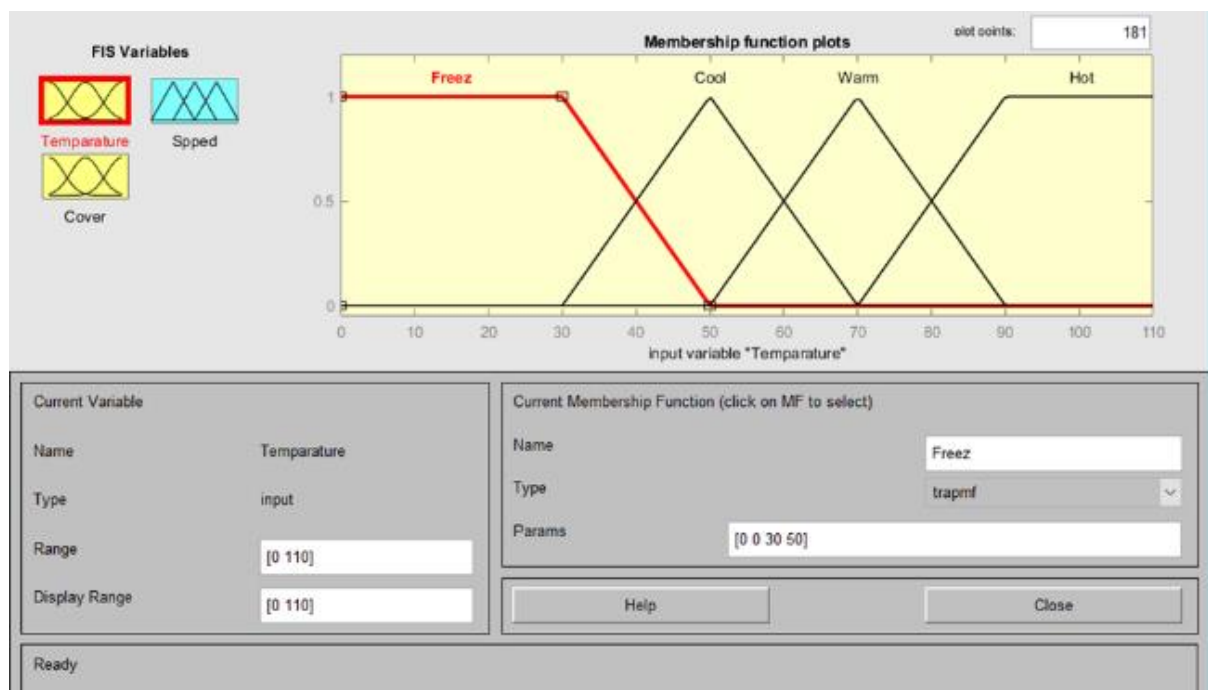 FIS Variables
Temparature
Spped
Cover
Membership function plots
plot points:
181
Freez
Cool
Warm
Hot
1
0.5
0
0 10 20 30 40 50 60 70 80 90 100 110
input variable "Temparature"
Current Variable
Name Temparature
Type input
Range [0 110]
Display Range [0 110]
Current Membership Function (click on MF to select)
Name Freez
Type trapmf
Params [0 0 30 50]
Help
Close
Ready